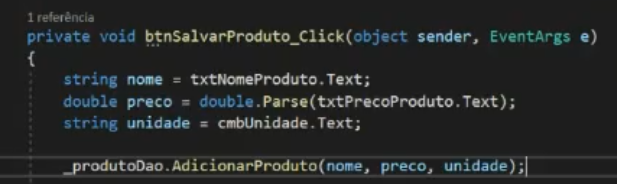 1 referência
private void btnSalvarProduto_Click(object sender, EventArgs e)
{
string nome = txtNomeProduto.Text;
double preco = double.Parse(txtPrecoProduto.Text);
string unidade = cmbUnidade.Text;
_produtoDao.AdicionarProduto(nome, preco, unidade);